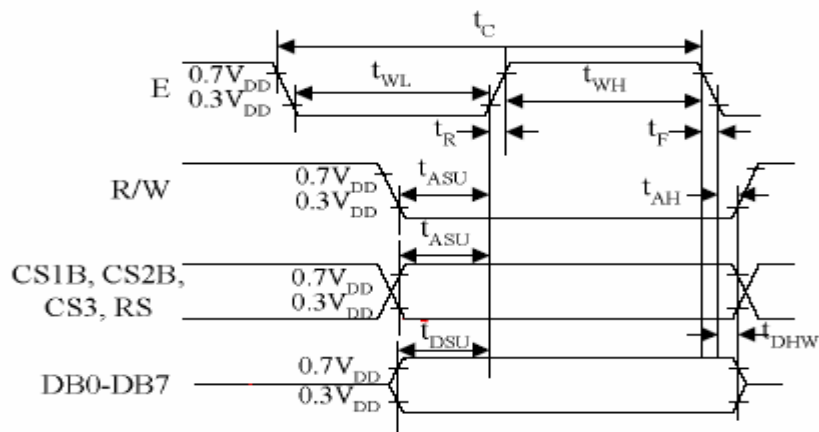 t_C
E
0.7V_DD
0.3V_DD
t_WL
t_WH
t_R
t_F
R/W
0.7V_DD
0.3V_DD
t_ASU
t_AH
t_ASU
CS1B, CS2B,
CS3, RS
0.7V_DD
0.3V_DD
t_DSU
t_DHW
DB0-DB7
0.7V_DD
0.3V_DD